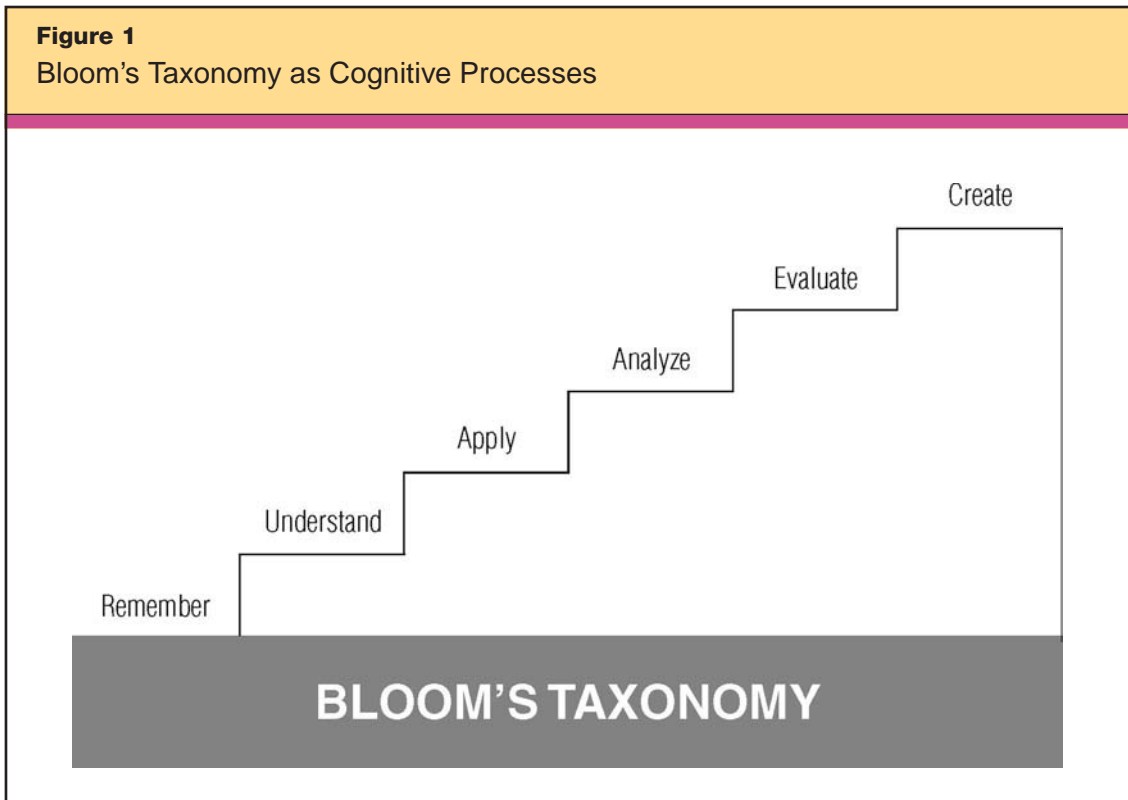 Figure 1
Bloom’s Taxonomy as Cognitive Processes
Create
Evaluate
Analyze
Apply
Understand
Remember
BLOOM’S TAXONOMY